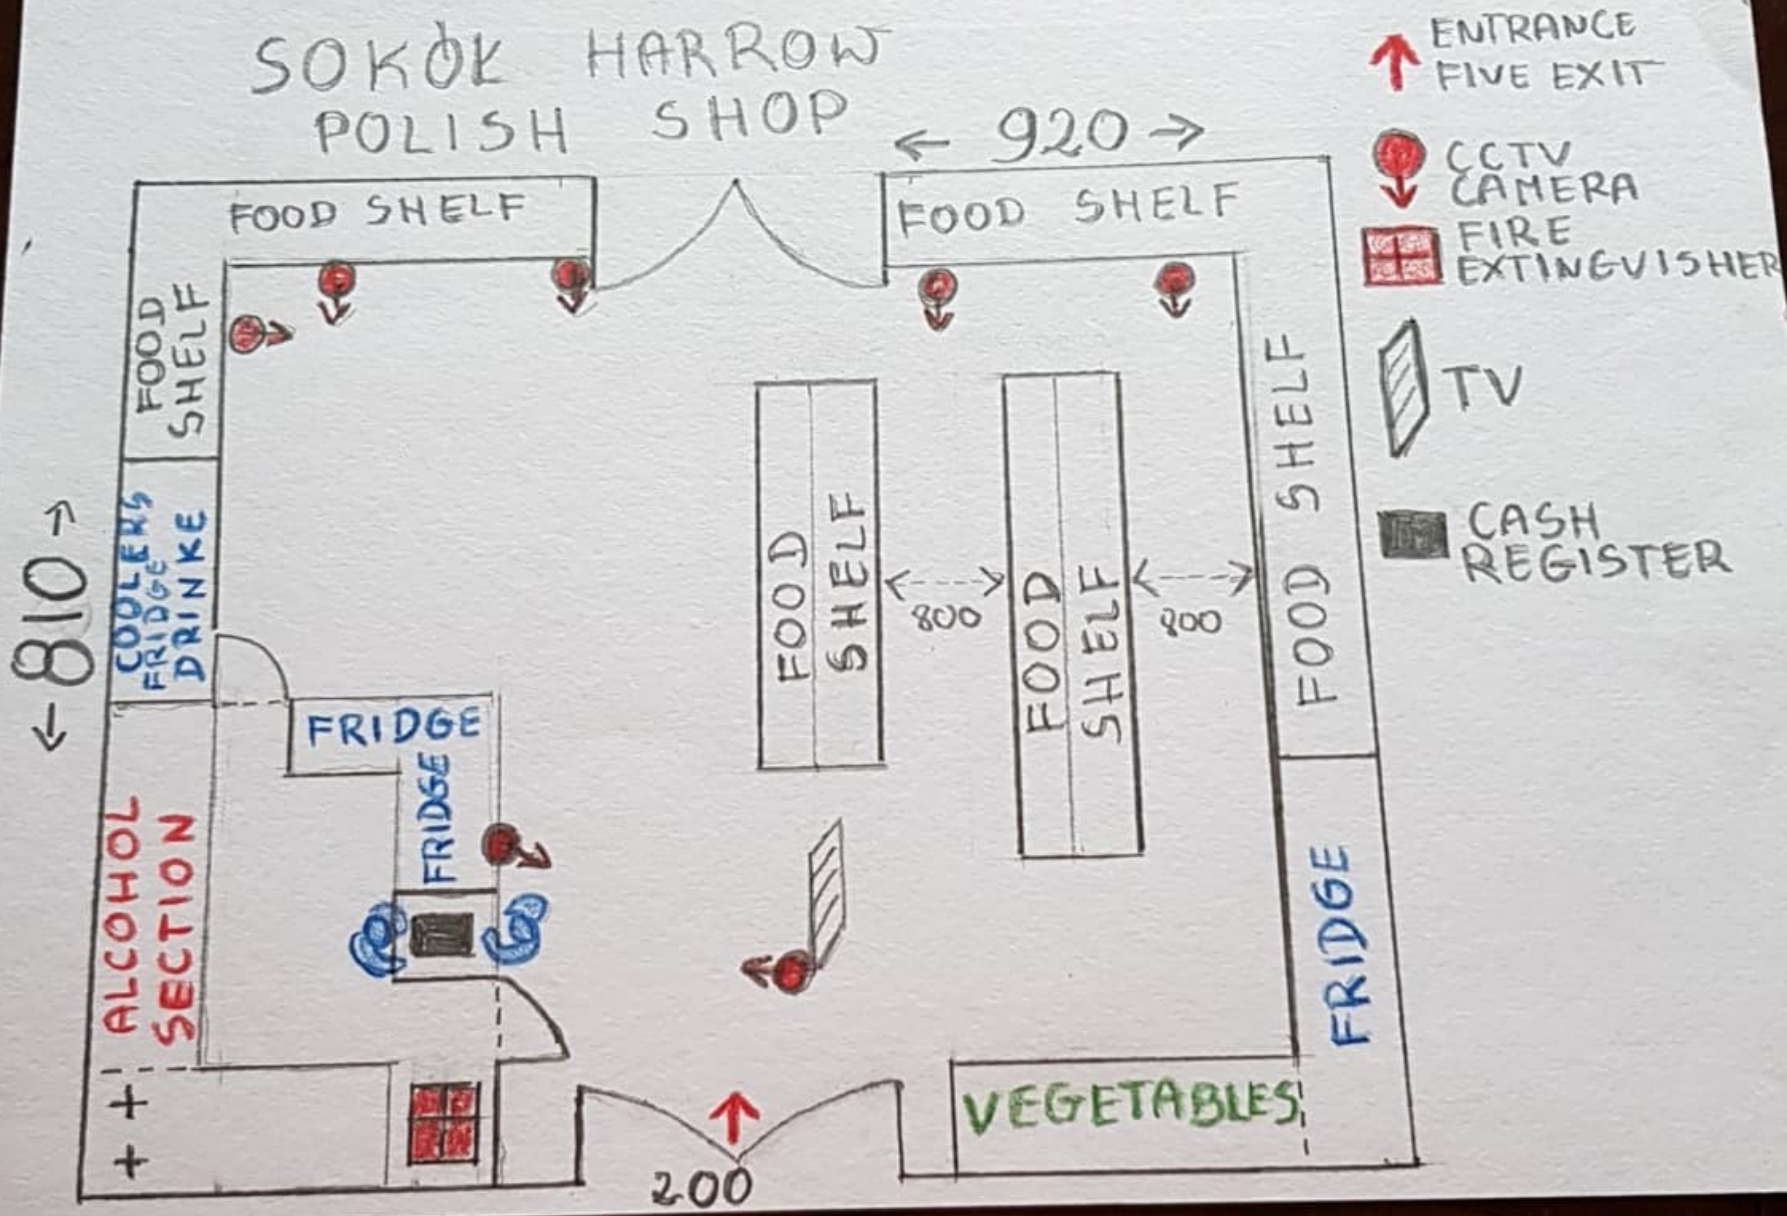 SOKÓŁ HARROW
POLISH SHOP
← 920 →
ENTRANCE
FIVE EXIT
CCTV
CAMERA
FIRE
EXTINGUISHER
TV
CASH
REGISTER
FOOD SHELF
FOOD SHELF
FOOD
SHELF
COOLERS
FRIDGE
DRINKE
← 810 →
ALCOHOL
SECTION
+
+
FRIDGE
FRIDGE
FOOD
SHELF
800
FOOD
SHELF
800
FOOD SHELF
FRIDGE
VEGETABLES
200